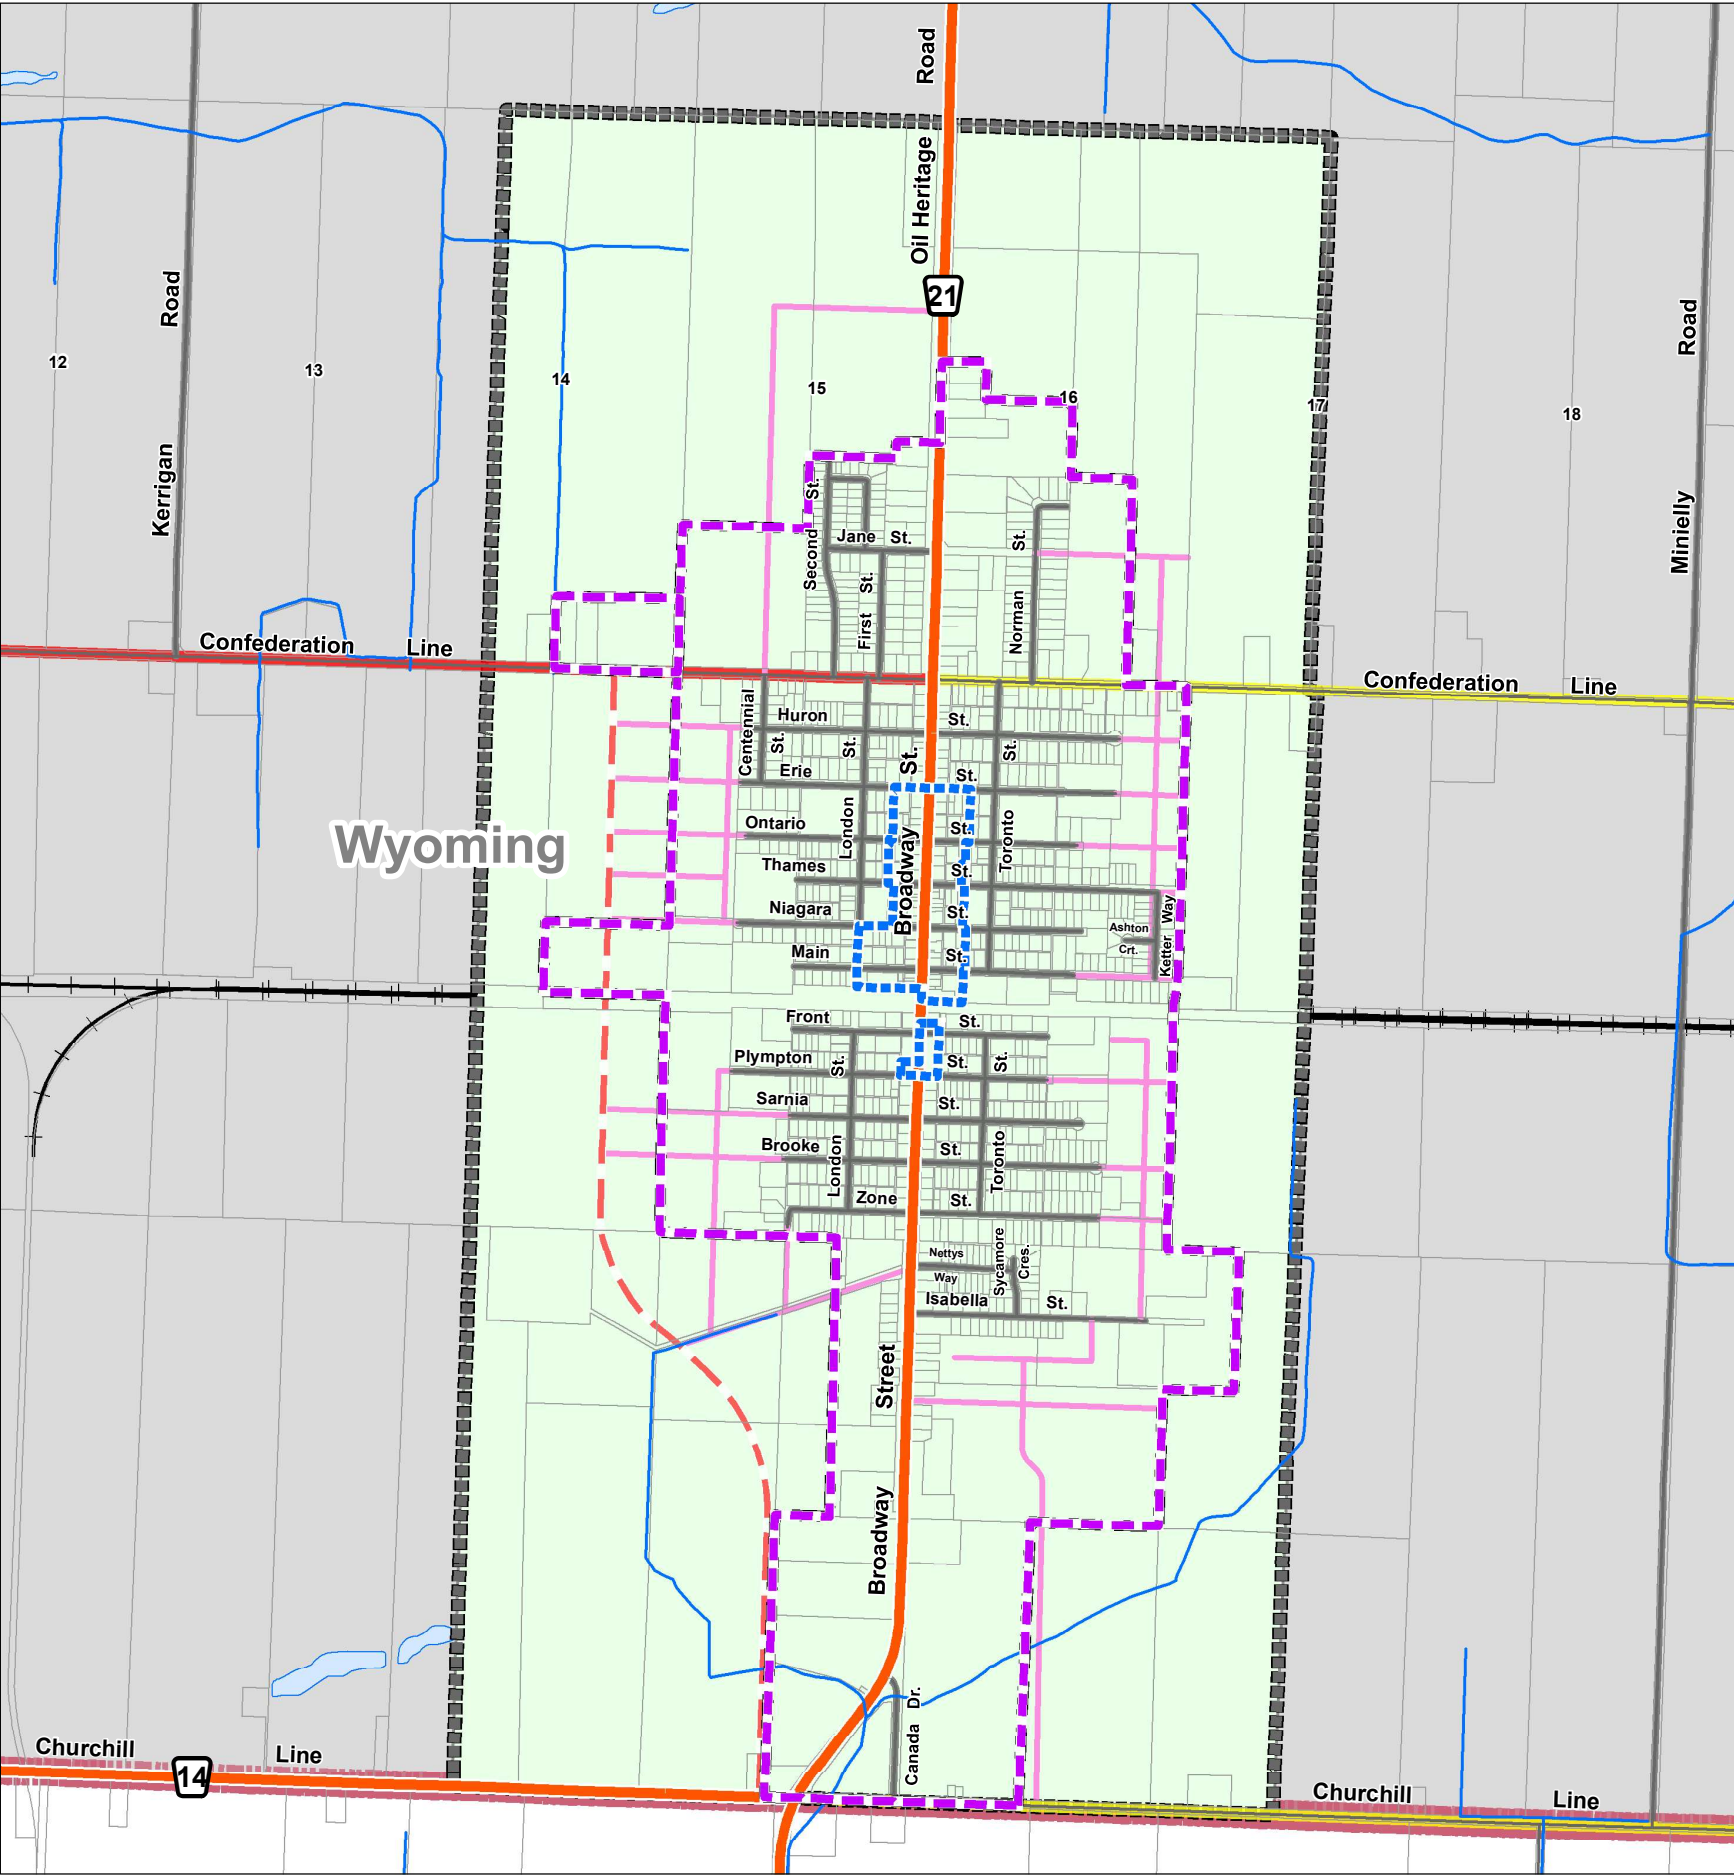 Road
Oil Heritage
21
Road
Kerrigan
Road
Minielly
12
13
14
15
16
17
18
Second St.
Jane St.
First St.
Norman St.
Confederation Line
Confederation Line
Centennial St.
Huron St.
Erie St.
Ontario St.
Thames St.
Niagara St.
Main St.
London St.
Broadway St.
Toronto St.
Ashton Crt.
Ketter Way
Wyoming
Front St.
Plympton St.
Sarnia St.
Brooke St.
Zone St.
London St.
Toronto St.
Nettys Way
Sycamore Cres.
Isabella St.
Broadway Street
Canada Dr.
Churchill Line
14
Churchill Line